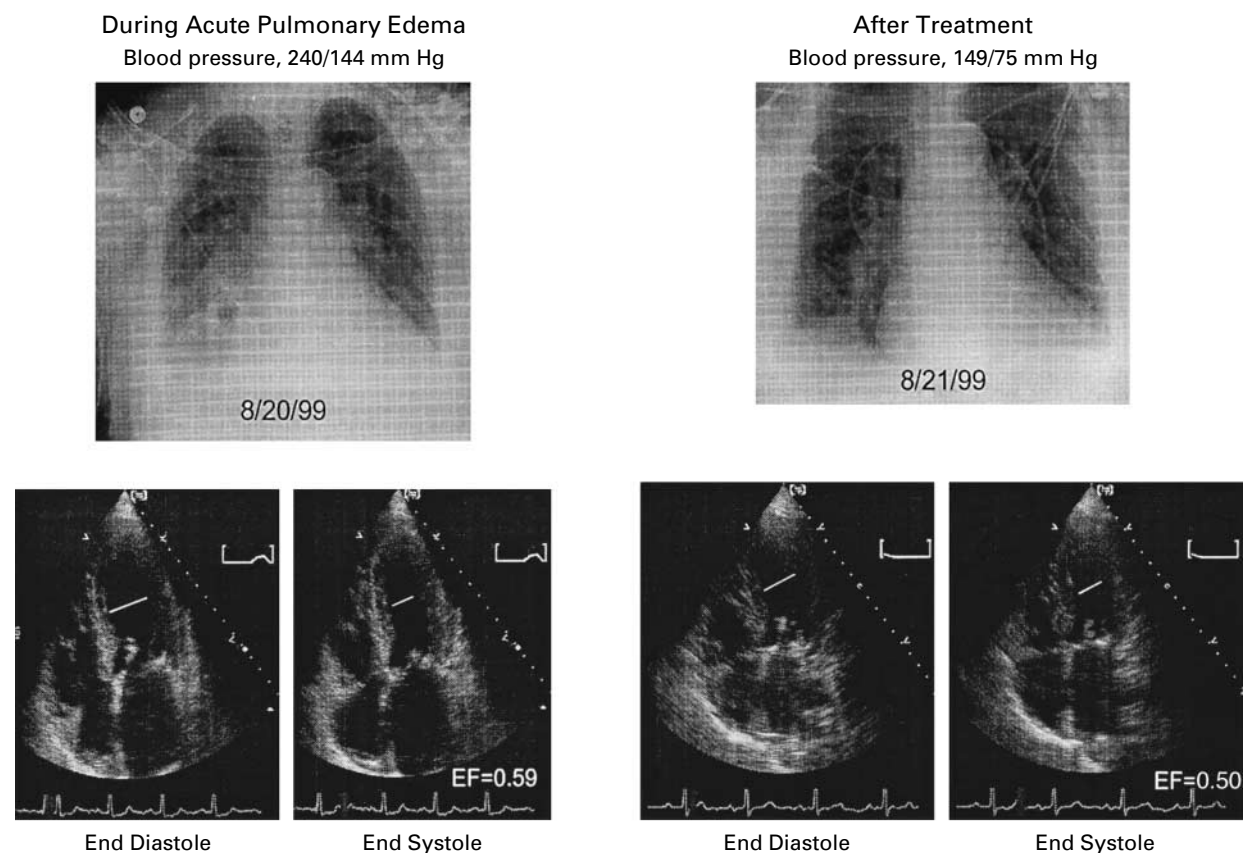 During Acute Pulmonary Edema
Blood pressure, 240/144 mm Hg
After Treatment
Blood pressure, 149/75 mm Hg
8/20/99
8/21/99
EF=0.59
EF=0.50
End Diastole
End Systole
End Diastole
End Systole